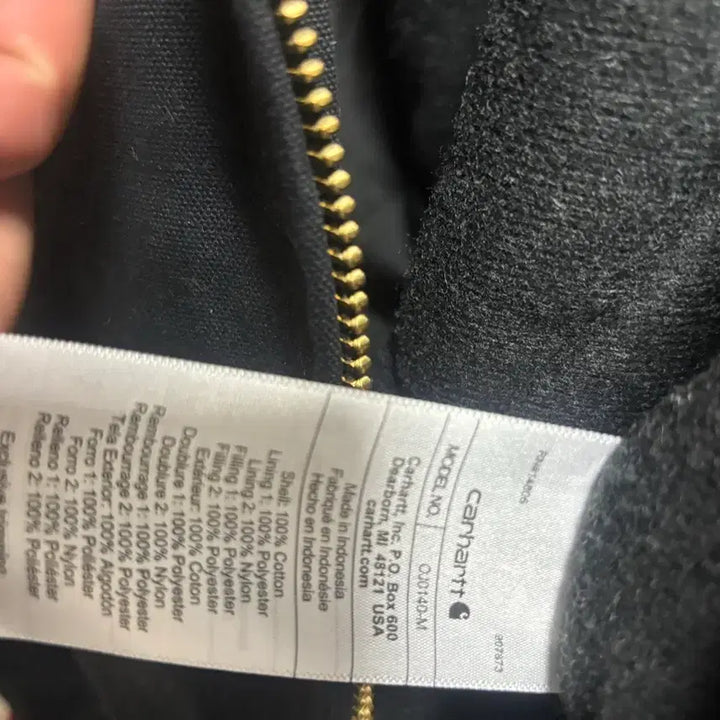 carhartt
MODEL NO. CJ0140-M
Carhartt, Inc. P.O. Box 600
Dearborn, MI 48121 USA
carhartt.com
Made in Indonesia
Fabriqué en Indonésie
Hecho en Indonesia
Shell: 100% Cotton
Lining 1: 100% Polyester
Lining 2: 100% Nylon
Filling 1: 100% Polyester
Filling 2: 100% Polyester
Extérieur: 100% Coton
Doublure 1: 100% Polyester
Doublure 2: 100% Nylon
Rembourrage 1: 100% Polyester
Rembourrage 2: 100% Polyester
Tela Exterior: 100% Algodón
Forro 1: 100% Poliéster
Forro 2: 100% Nylon
Relleno 1: 100% Poliéster
Relleno 2: 100% Poliéster